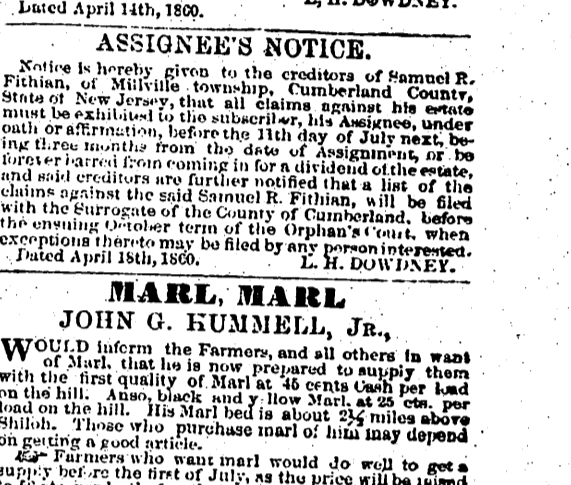 Dated April 14th, 1860. L. H. DOWDNEY.
ASSIGNEE'S NOTICE.
Notice is hereby given to the creditors of Samuel R.
Fithian, of Millville township, Cumberland County,
State of New Jersey, that all claims against his estate
must be exhibited to the subscriber, his Assignee, under
oath or affirmation, before the 11th day of July next, be-
ing three months from the date of Assignment, or be
forever barred from coming in for a dividend of the estate,
and said creditors are further notified that a list of the
claims against the said Samuel R. Fithian, will be filed
with the Surrogate of the County of Cumberland, before
the ensuing October term of the Orphan's Court, when
exceptions thereto may be filed by any person interested.
Dated April 18th, 1860. L. H. DOWDNEY.
MARL, MARL
JOHN G. HUMMELL, JR.,
WOULD inform the Farmers, and all others in want
of Marl, that he is now prepared to supply them
with the first quality of Marl at 45 cents Cash per load
on the hill. Anso, black and yellow Marl, at 25 cts. per
load on the hill. His Marl bed is about 2½ miles above
Shiloh. Those who purchase marl of him may depend
on getting a good article.
Farmers who want marl would do well to get a
supply before the first of July, as the price will be raised